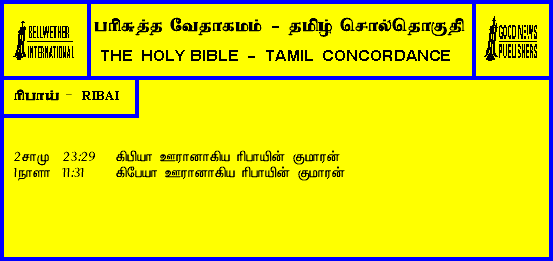 BELLWETHER
INTERNATIONAL
பரிசுத்த வேதாகமம் - தமிழ் சொல்தொகுதி
THE HOLY BIBLE - TAMIL CONCORDANCE
GOOD NEWS
PUBLISHERS
ரிபாய் - RIBAI
2சாமு 23:29 கிபியா ஊரானாகிய ரிபாயின் குமாரன்
1நாளா 11:31 கிபேயா ஊரானாகிய ரிபாயின் குமாரன்